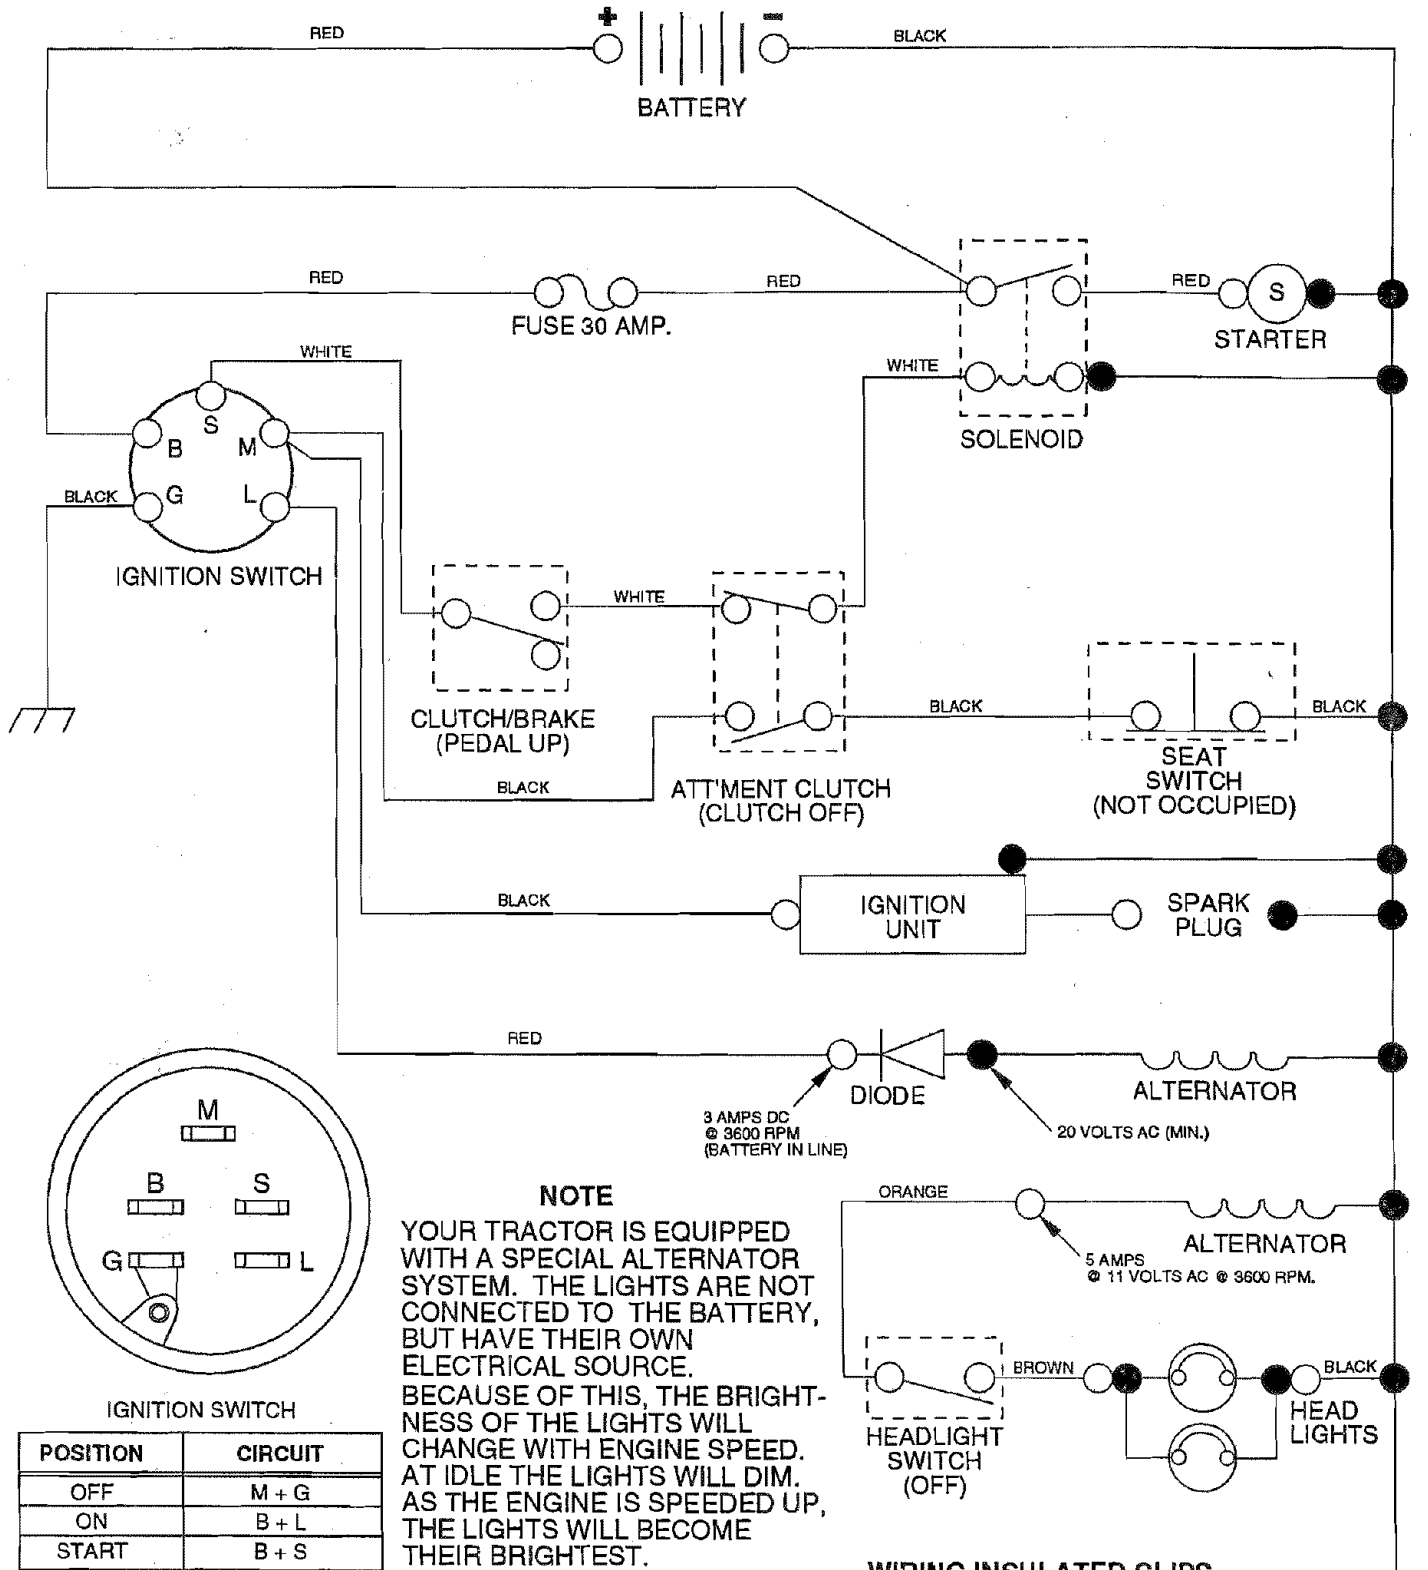 +
-
RED
BLACK
BATTERY
RED
RED
RED
S
FUSE 30 AMP.
STARTER
WHITE
WHITE
S
B
M
SOLENOID
BLACK
G
L
IGNITION SWITCH
WHITE
CLUTCH/BRAKE
(PEDAL UP)
BLACK
BLACK
SEAT
SWITCH
(NOT OCCUPIED)
BLACK
ATT'MENT CLUTCH
(CLUTCH OFF)
BLACK
IGNITION
UNIT
SPARK
PLUG
RED
DIODE
ALTERNATOR
3 AMPS DC
@ 3600 RPM
(BATTERY IN LINE)
20 VOLTS AC (MIN.)
M
B
S
G
L
IGNITION SWITCH
POSITION CIRCUIT
OFF M + G
ON B + L
START B + S
NOTE
YOUR TRACTOR IS EQUIPPED
WITH A SPECIAL ALTERNATOR
SYSTEM. THE LIGHTS ARE NOT
CONNECTED TO THE BATTERY,
BUT HAVE THEIR OWN
ELECTRICAL SOURCE.
BECAUSE OF THIS, THE BRIGHT-
NESS OF THE LIGHTS WILL
CHANGE WITH ENGINE SPEED.
AT IDLE THE LIGHTS WILL DIM.
AS THE ENGINE IS SPEEDED UP,
THE LIGHTS WILL BECOME
THEIR BRIGHTEST.
ORANGE
ALTERNATOR
5 AMPS
@ 11 VOLTS AC @ 3600 RPM.
BROWN
BLACK
HEADLIGHT
SWITCH
(OFF)
HEAD
LIGHTS
WIRING INSULATED CLIPS